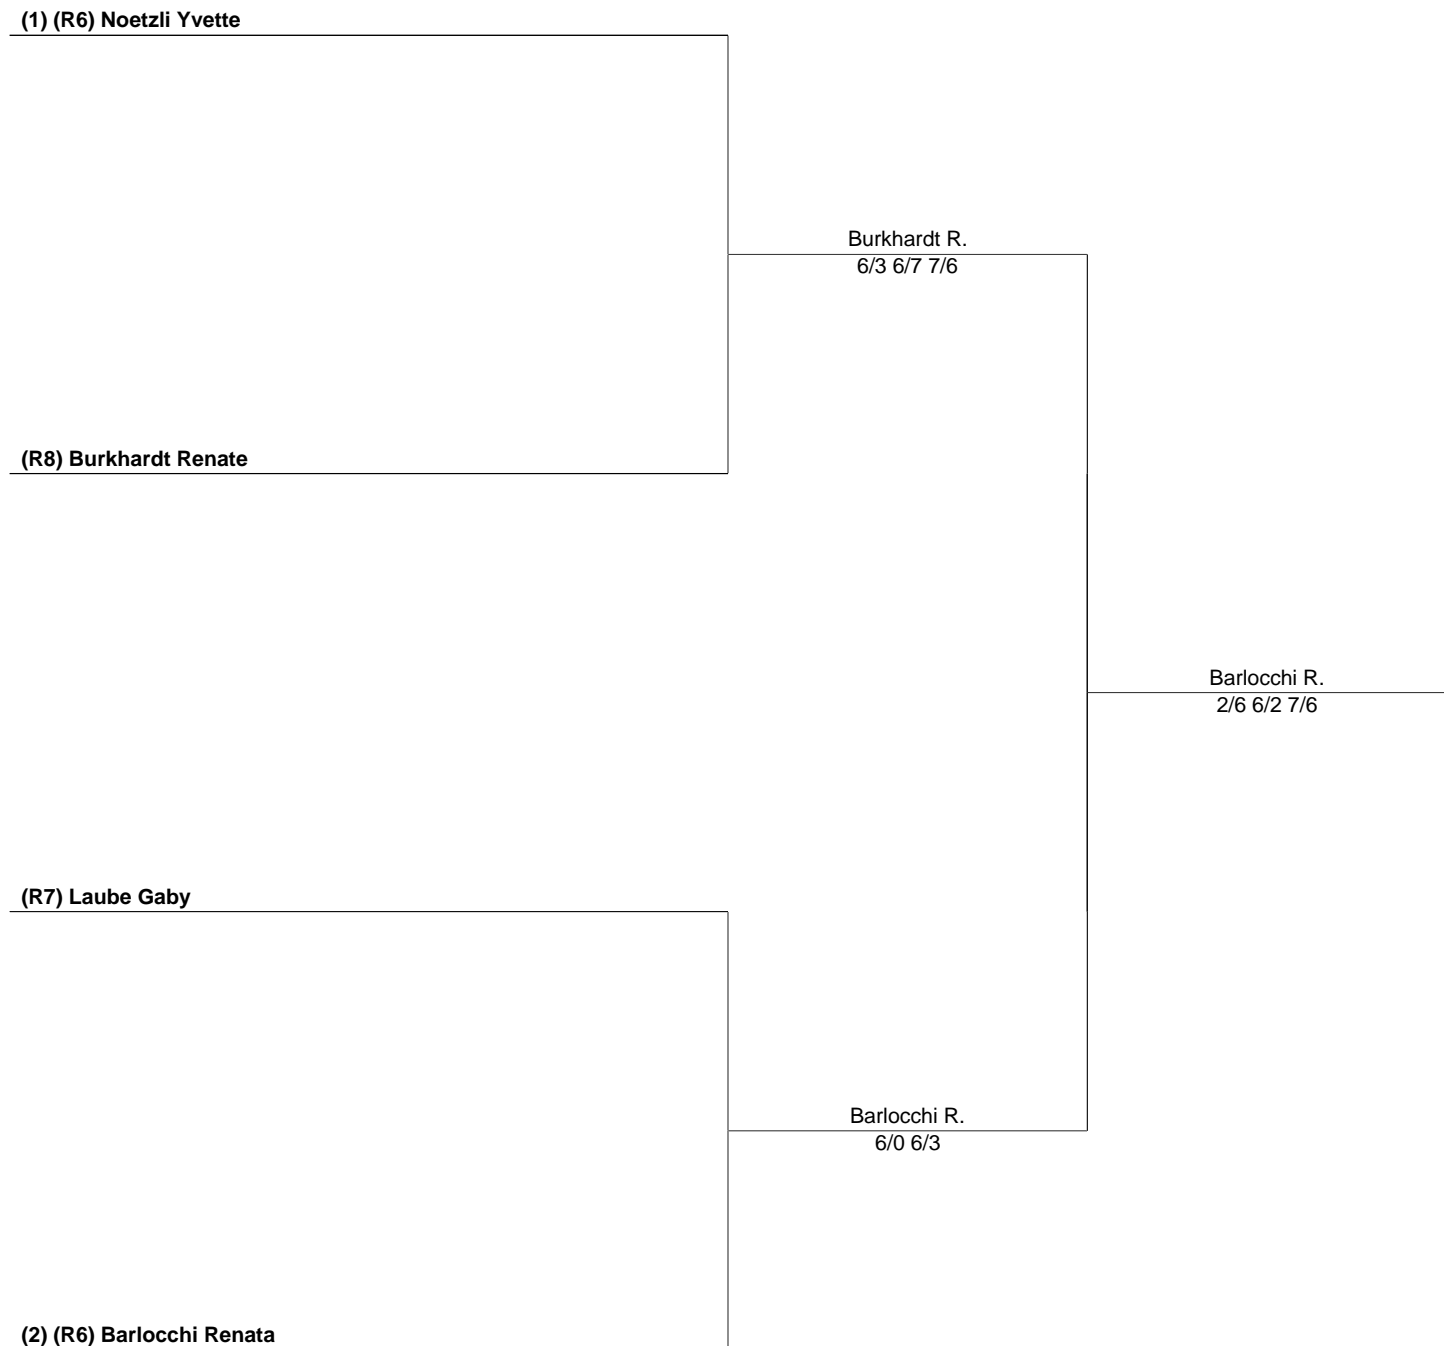 (1) (R6) Noetzli Yvette
Burkhardt R.
6/3 6/7 7/6
(R8) Burkhardt Renate
Barlocchi R.
2/6 6/2 7/6
(R7) Laube Gaby
Barlocchi R.
6/0 6/3
(2) (R6) Barlocchi Renata